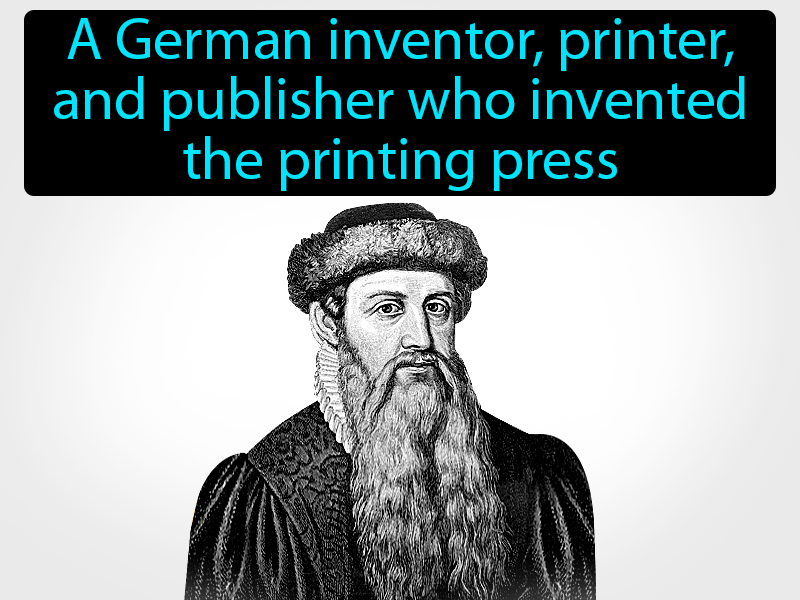 A German inventor, printer,
and publisher who invented
the printing press